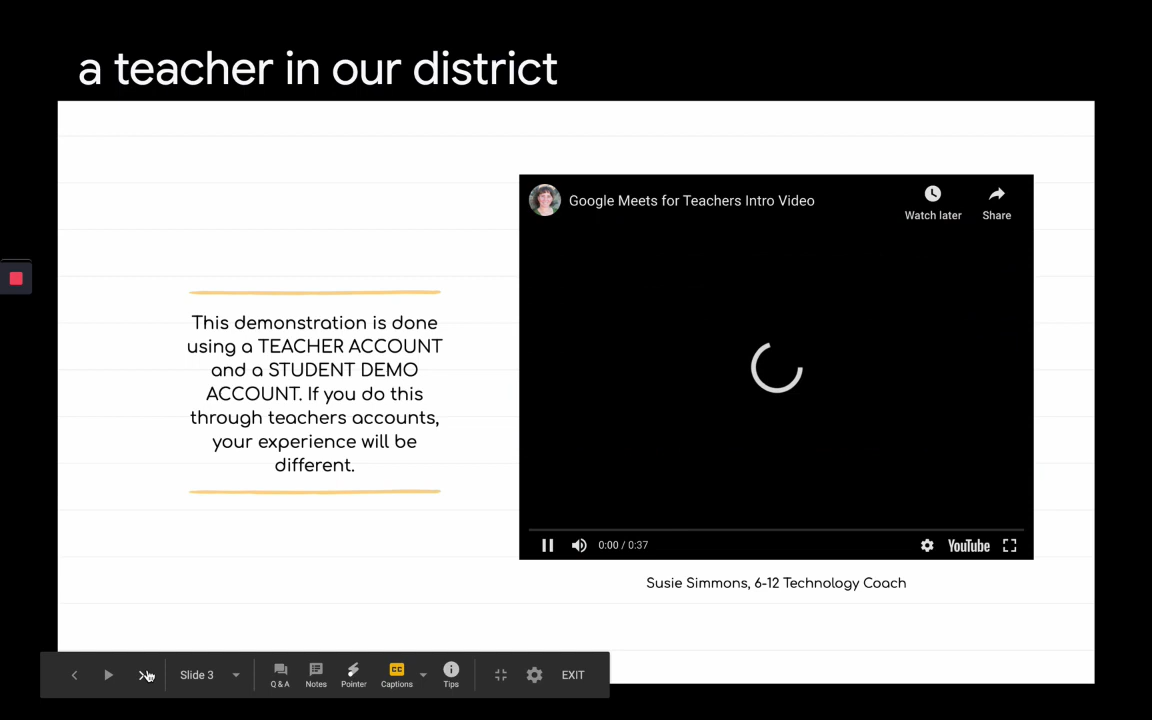 a teacher in our district
Google Meets for Teachers Intro Video
Watch later
Share
This demonstration is done
using a TEACHER ACCOUNT
and a STUDENT DEMO
ACCOUNT. If you do this
through teachers accounts,
your experience will be
different.
0:00 / 0:37
YouTube
Susie Simmons, 6-12 Technology Coach
Slide 3
Q & A
Notes
Pointer
CC
Captions
Tips
EXIT